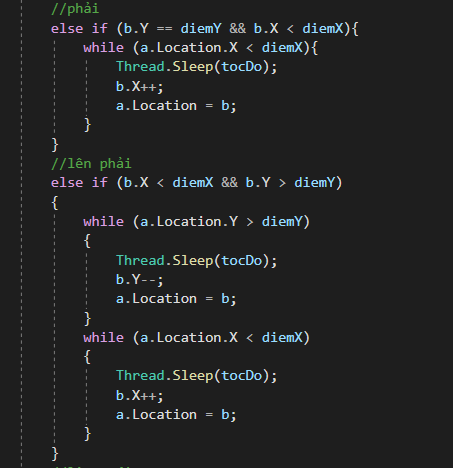 //phải
else if (b.Y == diemY && b.X < diemX){
while (a.Location.X < diemX){
Thread.Sleep(tocDo);
b.X++;
a.Location = b;
}
}
//lên phải
else if (b.X < diemX && b.Y > diemY)
{
while (a.Location.Y > diemY)
{
Thread.Sleep(tocDo);
b.Y--;
a.Location = b;
}
while (a.Location.X < diemX)
{
Thread.Sleep(tocDo);
b.X++;
a.Location = b;
}
}